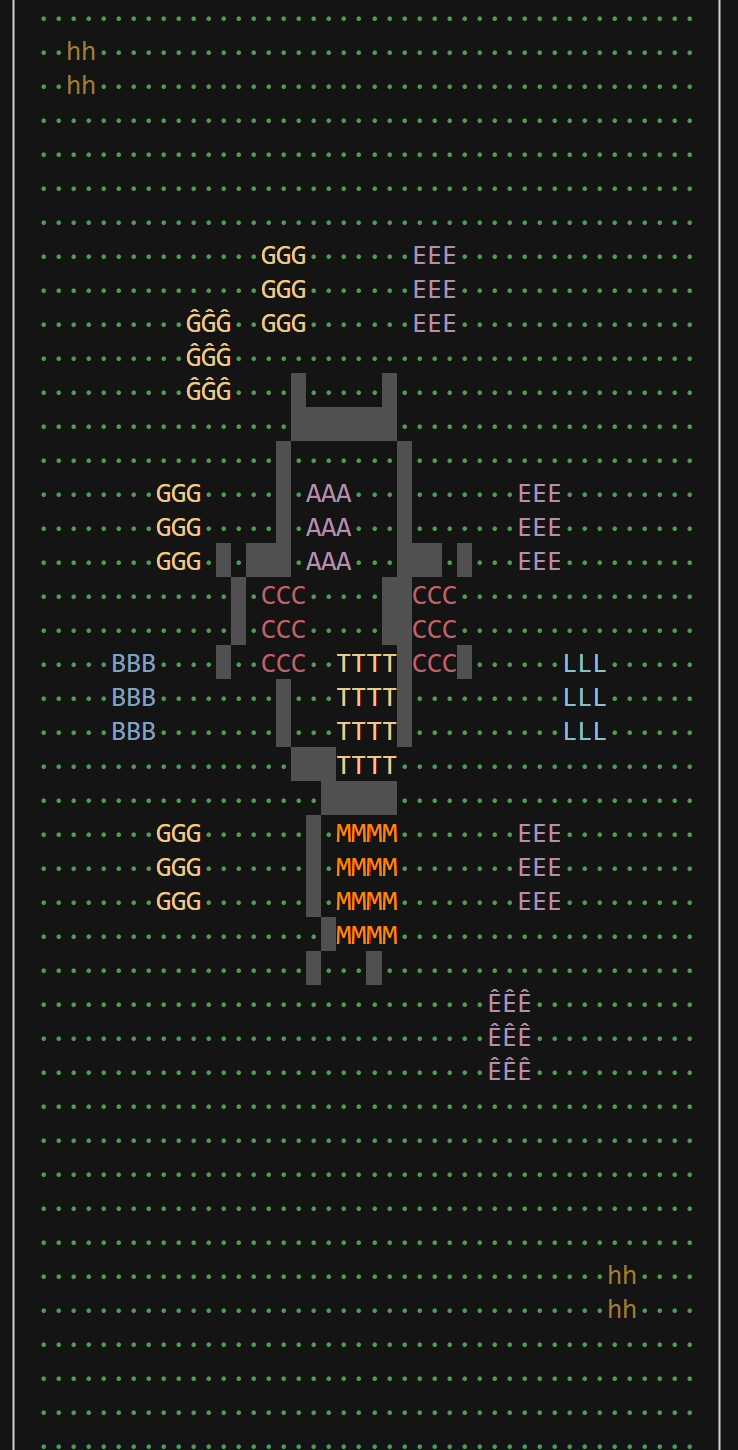 hh
hh
GGG EEE
GGG EEE
ĜĜĜ GGG EEE
ĜĜĜ
ĜĜĜ
GGG AAA EEE
GGG AAA EEE
GGG AAA EEE
CCC CCC
CCC CCC
BBB CCC TTTT CCC LLL
BBB TTTT LLL
BBB TTTT LLL
TTTT
GGG MMMM EEE
GGG MMMM EEE
GGG MMMM EEE
MMMM
ÊÊÊ
ÊÊÊ
ÊÊÊ
hh
hh